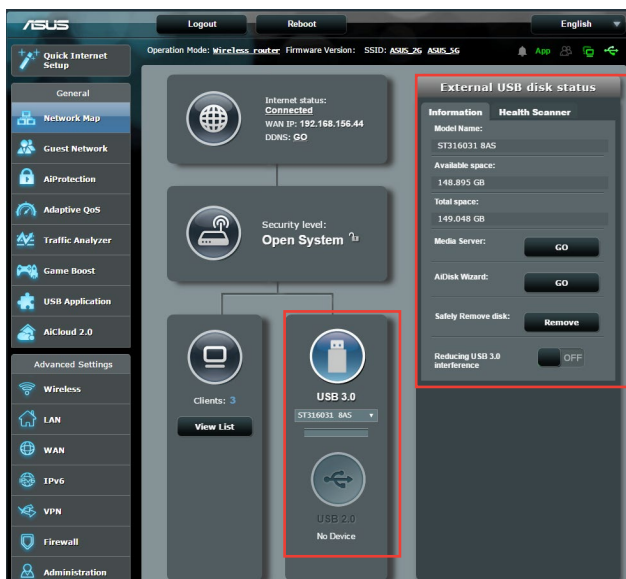 ASUS
Logout
Reboot
English
Quick Internet
Setup
Operation Mode: Wireless router Firmware Version: SSID: ASUS_2G ASUS_5G
App
General
Network Map
Guest Network
AiProtection
Adaptive QoS
Traffic Analyzer
Game Boost
USB Application
AiCloud 2.0
Advanced Settings
Wireless
LAN
WAN
IPv6
VPN
Firewall
Administration
Internet status:
Connected
WAN IP: 192.168.156.44
DDNS: GO
Security level:
Open System
Clients: 3
View List
USB 3.0
ST316031 8AS
USB 2.0
No Device
External USB disk status
Information Health Scanner
Model Name:
ST316031 8AS
Available space:
148.895 GB
Total space:
149.048 GB
Media Server: GO
AiDisk Wizard: GO
Safely Remove disk: Remove
Reducing USB 3.0
interference
OFF